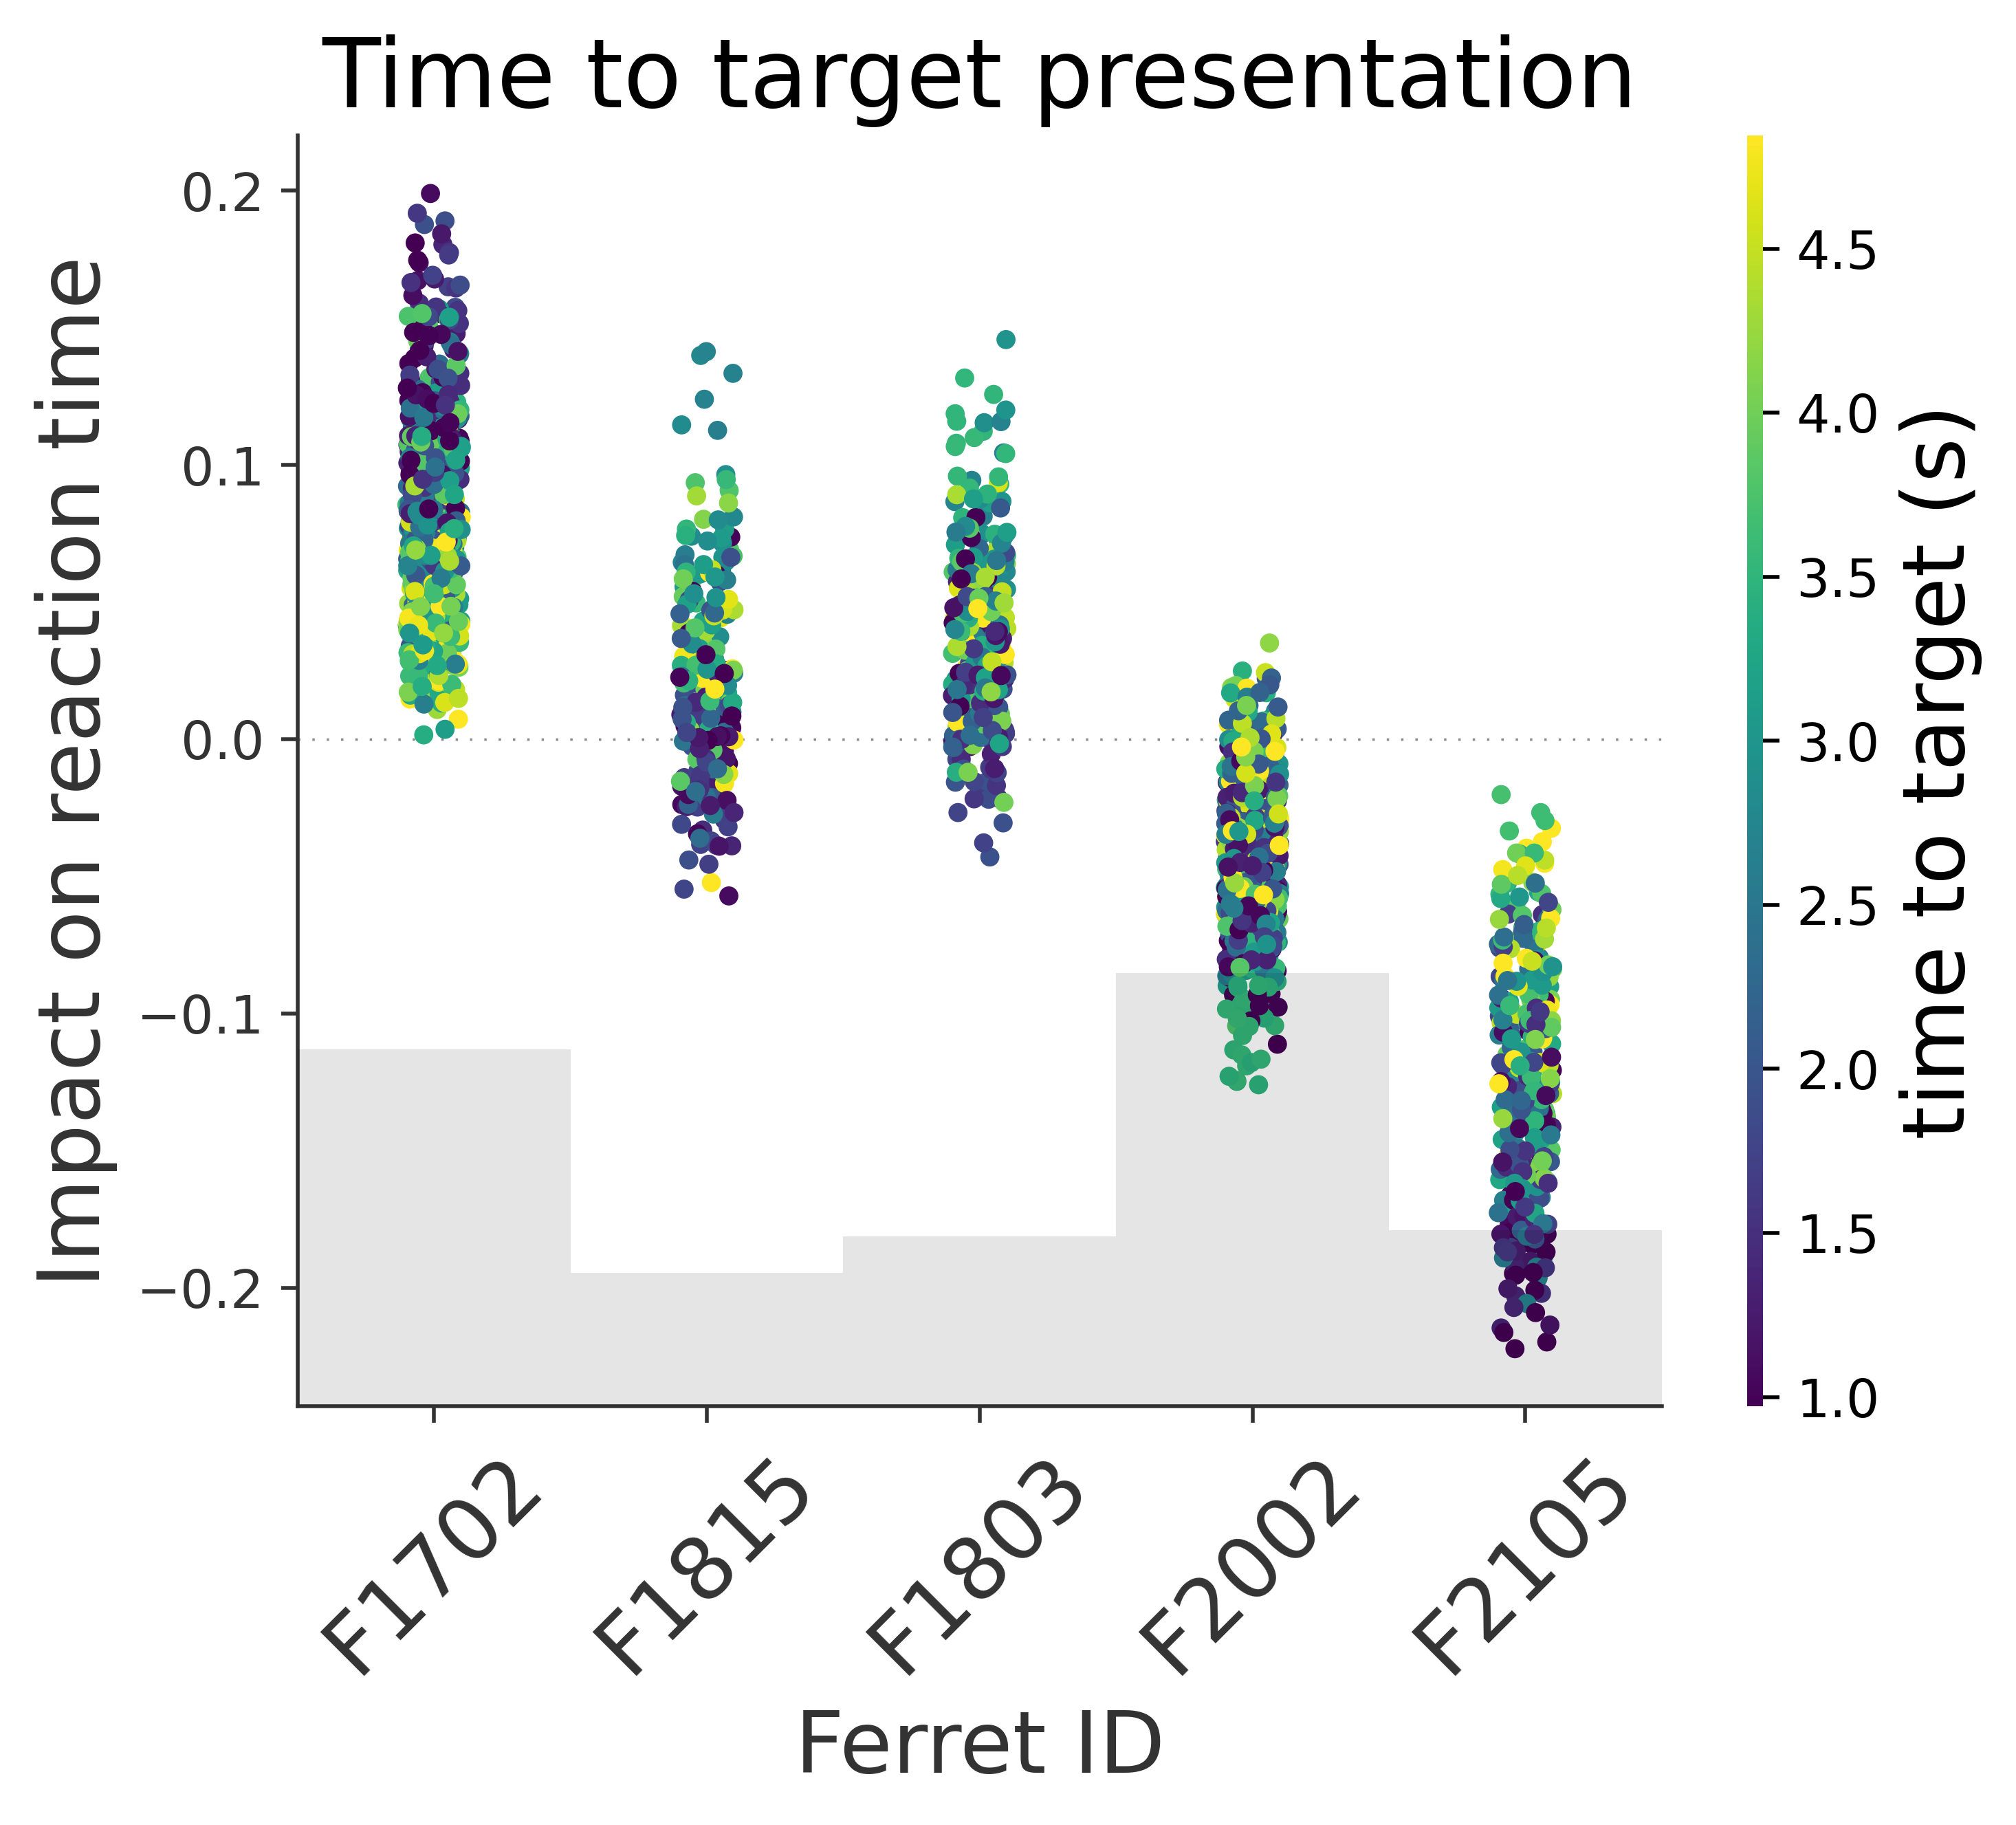 Time to target presentation
Impact on reaction time
0.2
0.1
0.0
−0.1
−0.2
F1702
F1815
F1803
F2002
F2105
Ferret ID
4.5
4.0
3.5
3.0
2.5
2.0
1.5
1.0
time to target (s)